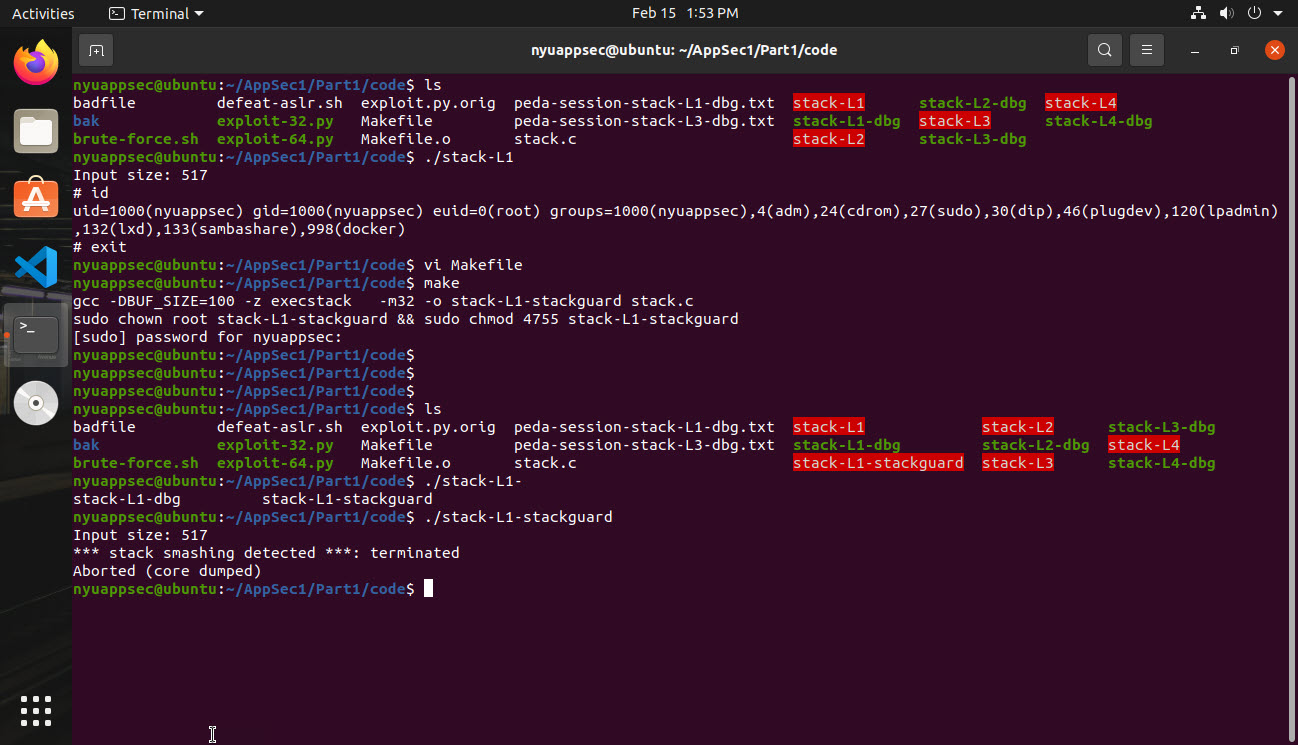 Activities Terminal Feb 15 1:53 PM
nyuappsec@ubuntu: ~/AppSec1/Part1/code
nyuappsec@ubuntu:~/AppSec1/Part1/code$ ls
badfile defeat-aslr.sh exploit.py.orig peda-session-stack-L1-dbg.txt stack-L1 stack-L2-dbg stack-L4
bak exploit-32.py Makefile peda-session-stack-L3-dbg.txt stack-L1-dbg stack-L3 stack-L4-dbg
brute-force.sh exploit-64.py Makefile.o stack.c stack-L2 stack-L3-dbg
nyuappsec@ubuntu:~/AppSec1/Part1/code$ ./stack-L1
Input size: 517
# id
uid=1000(nyuappsec) gid=1000(nyuappsec) euid=0(root) groups=1000(nyuappsec),4(adm),24(cdrom),27(sudo),30(dip),46(plugdev),120(lpadmin)
,132(lxd),133(sambashare),998(docker)
# exit
nyuappsec@ubuntu:~/AppSec1/Part1/code$ vi Makefile
nyuappsec@ubuntu:~/AppSec1/Part1/code$ make
gcc -DBUF_SIZE=100 -z execstack -m32 -o stack-L1-stackguard stack.c
sudo chown root stack-L1-stackguard && sudo chmod 4755 stack-L1-stackguard
[sudo] password for nyuappsec:
nyuappsec@ubuntu:~/AppSec1/Part1/code$
nyuappsec@ubuntu:~/AppSec1/Part1/code$
nyuappsec@ubuntu:~/AppSec1/Part1/code$
nyuappsec@ubuntu:~/AppSec1/Part1/code$ ls
badfile defeat-aslr.sh exploit.py.orig peda-session-stack-L1-dbg.txt stack-L1 stack-L2 stack-L3-dbg
bak exploit-32.py Makefile peda-session-stack-L3-dbg.txt stack-L1-dbg stack-L2-dbg stack-L4
brute-force.sh exploit-64.py Makefile.o stack.c stack-L1-stackguard stack-L3 stack-L4-dbg
nyuappsec@ubuntu:~/AppSec1/Part1/code$ ./stack-L1-
stack-L1-dbg stack-L1-stackguard
nyuappsec@ubuntu:~/AppSec1/Part1/code$ ./stack-L1-stackguard
Input size: 517
*** stack smashing detected ***: terminated
Aborted (core dumped)
nyuappsec@ubuntu:~/AppSec1/Part1/code$